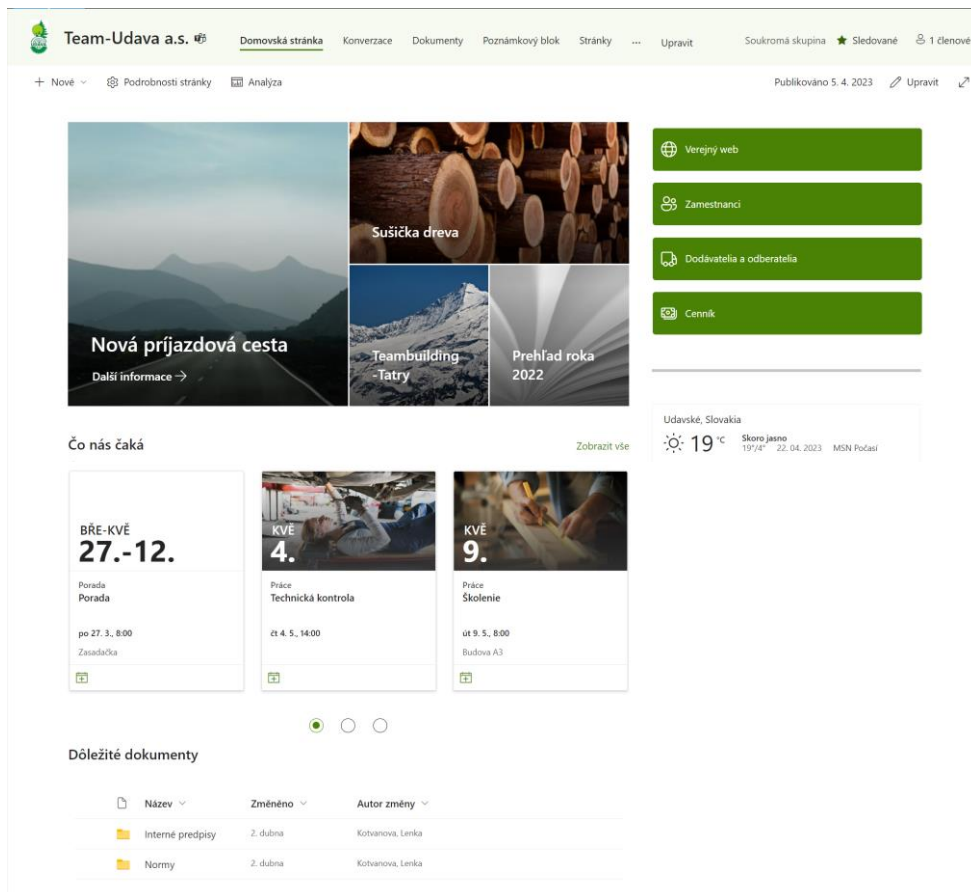 Team-Udava a.s.
Domovská stránka
Konverzace
Dokumenty
Poznámkový blok
Stránky
...
Upravit
Soukromá skupina
Sledované
1 členové
+ Nové
Podrobnosti stránky
Analýza
Publikováno 5. 4. 2023
Upravit
Nová príjazdová cesta
Další informace →
Sušička dreva
Teambuilding
-Tatry
Prehľad roka
2022
Verejný web
Zamestnanci
Dodávatelia a odberatelia
Cenník
Udavské, Slovakia
19 °C
Skoro jasno
19°/4° 22. 04. 2023 MSN Počasí
Čo nás čaká
Zobrazit vše
BŘE-KVĚ
27.-12.
Porada
Porada
po 27. 3., 8:00
Zasadačka
KVĚ
4.
Práce
Technická kontrola
čt 4. 5., 14:00
KVĚ
9.
Práce
Školenie
út 9. 5., 8:00
Budova A3
Dôležité dokumenty
Název
Změněno
Autor změny
Interné predpisy
2. dubna
Kotvanova, Lenka
Normy
2. dubna
Kotvanova, Lenka